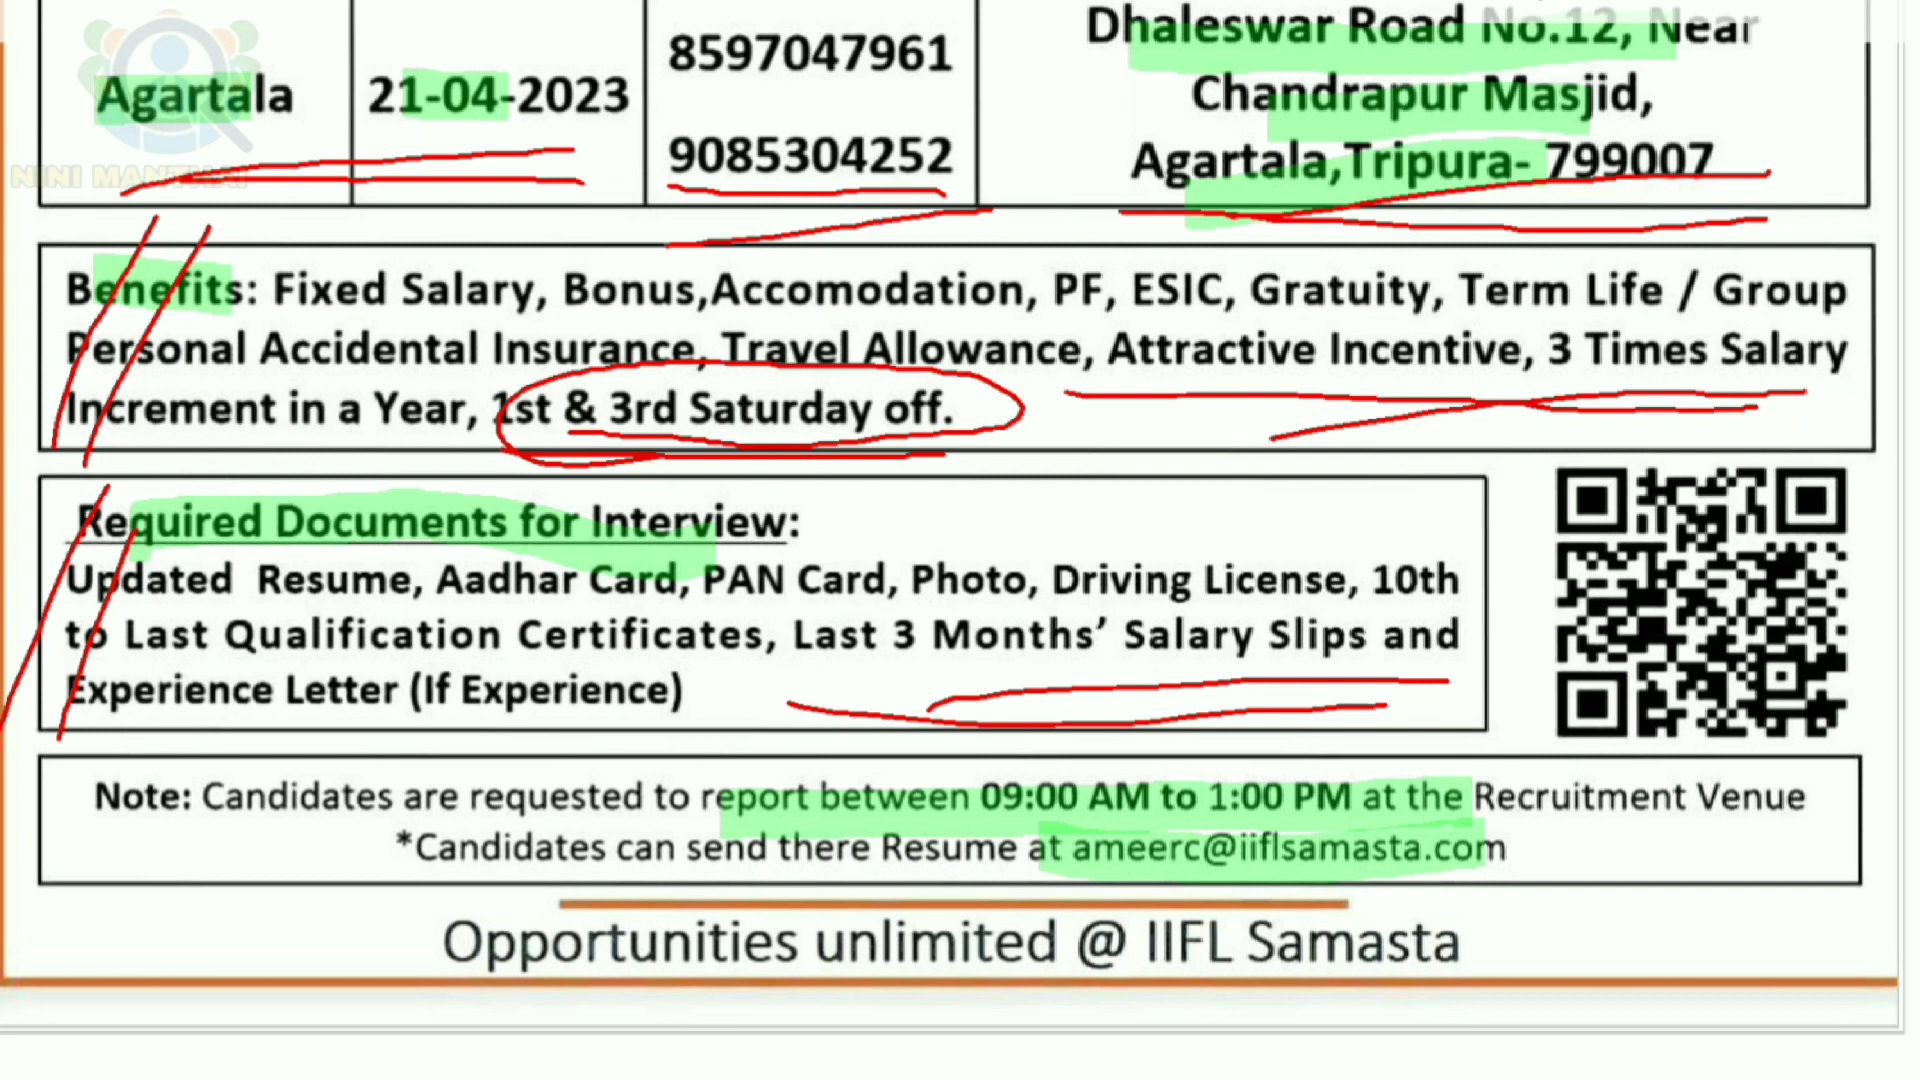 Dhaleswar Road No.12, Near
8597047961
Chandrapur Masjid,
Agartala
21-04-2023
9085304252
Agartala,Tripura- 799007
NINI MANTHAI
Benefits: Fixed Salary, Bonus,Accomodation, PF, ESIC, Gratuity, Term Life / Group
Personal Accidental Insurance, Travel Allowance, Attractive Incentive, 3 Times Salary
Increment in a Year, 1st & 3rd Saturday off.
Required Documents for Interview:
Updated Resume, Aadhar Card, PAN Card, Photo, Driving License, 10th
to Last Qualification Certificates, Last 3 Months’ Salary Slips and
Experience Letter (If Experience)
Note: Candidates are requested to report between 09:00 AM to 1:00 PM at the Recruitment Venue
*Candidates can send there Resume at ameerc@iiflsamasta.com
Opportunities unlimited @ IIFL Samasta